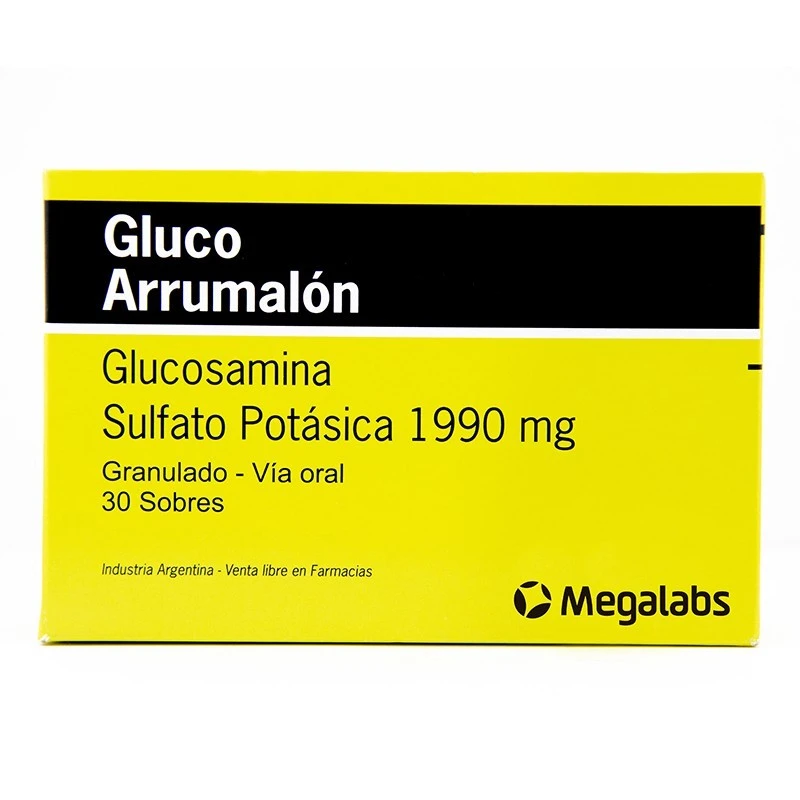 Gluco
Arrumalón
Glucosamina
Sulfato Potásica 1990 mg
Granulado - Vía oral
30 Sobres
Industria Argentina - Venta libre en Farmacias
Megalabs